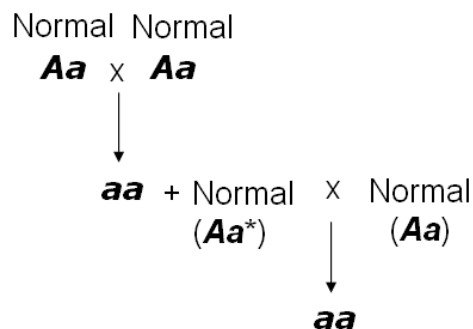 Normal Normal
Aa x Aa
aa + Normal x Normal
(Aa*) (Aa)
aa